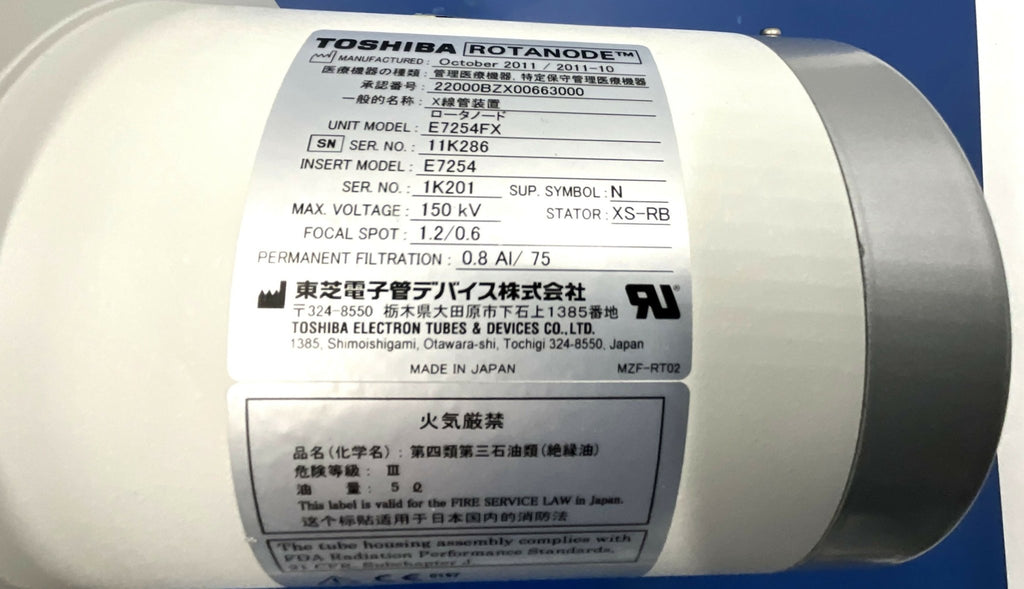 TOSHIBA ROTANODE™
MANUFACTURED: October 2011 / 2011-10
医療機器の種類: 管理医療機器, 特定保守管理医療機器
承認番号: 22000BZX00663000
一般的名称: X線管装置
ロータノード
UNIT MODEL: E7254FX
SN SER. NO.: 11K286
INSERT MODEL: E7254
SER. NO.: 1K201 SUP. SYMBOL: N
MAX. VOLTAGE: 150 kV STATOR: XS-RB
FOCAL SPOT: 1.2/0.6
PERMANENT FILTRATION: 0.8 Al/ 75
東芝電子管デバイス株式会社
〒324-8550 栃木県大田原市下石上1385番地
TOSHIBA ELECTRON TUBES & DEVICES CO., LTD.
1385, Shimoishigami, Otawara-shi, Tochigi 324-8550, Japan
MADE IN JAPAN MZF-RT02
火気厳禁
品名(化学名): 第四類第三石油類(絶縁油)
危険等級: Ⅲ
油 量: 5 ℓ
This label is valid for the FIRE SERVICE LAW in Japan.
这个标贴适用于日本国内的消防法
The tube housing assembly complies with
FDA Radiation Performance Standards,
21 CFR, Subchapter J
CE 0197